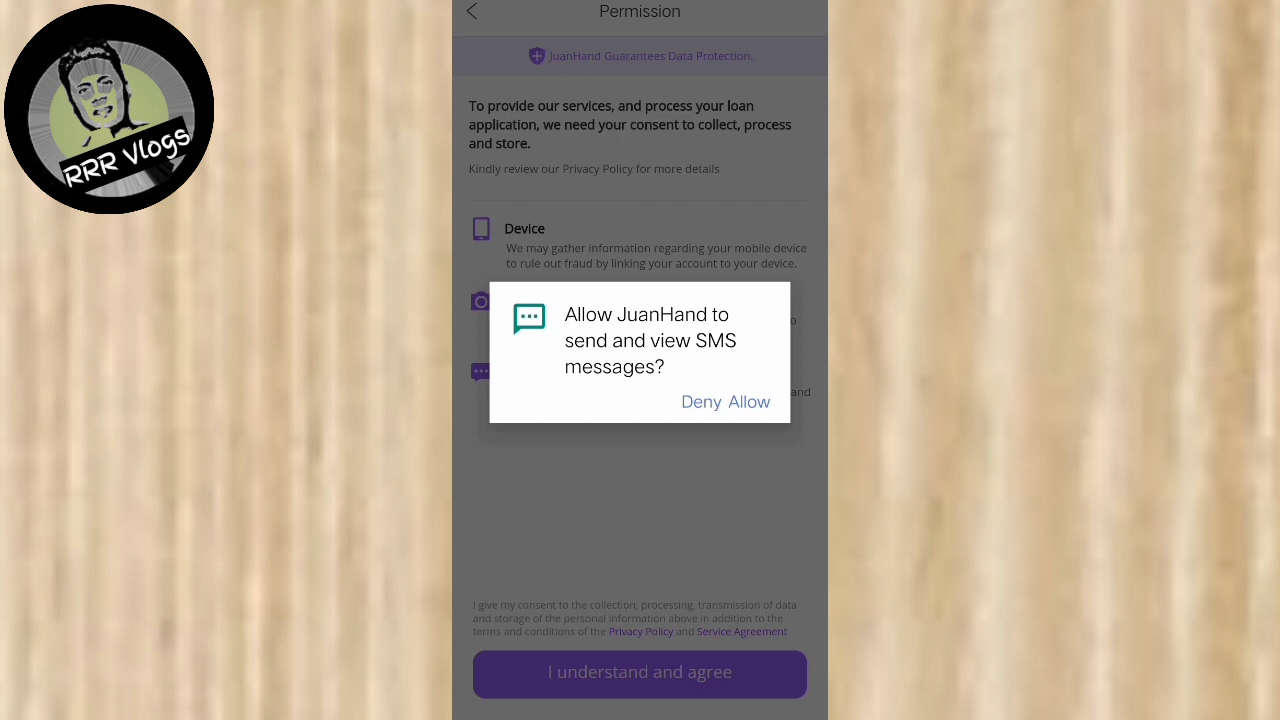 RRR Vlogs
Permission
JuanHand Guarantees Data Protection.
To provide our services, and process your loan
application, we need your consent to collect, process
and store.
Kindly review our Privacy Policy for more details
Device
We may gather information regarding your mobile device
to rule out fraud by linking your account to your device.
Allow JuanHand to
send and view SMS
messages?
and
Deny Allow
I give my consent to the collection, processing, transmission of data
and storage of the personal information above in addition to the
terms and conditions of the Privacy Policy and Service Agreement
I understand and agree